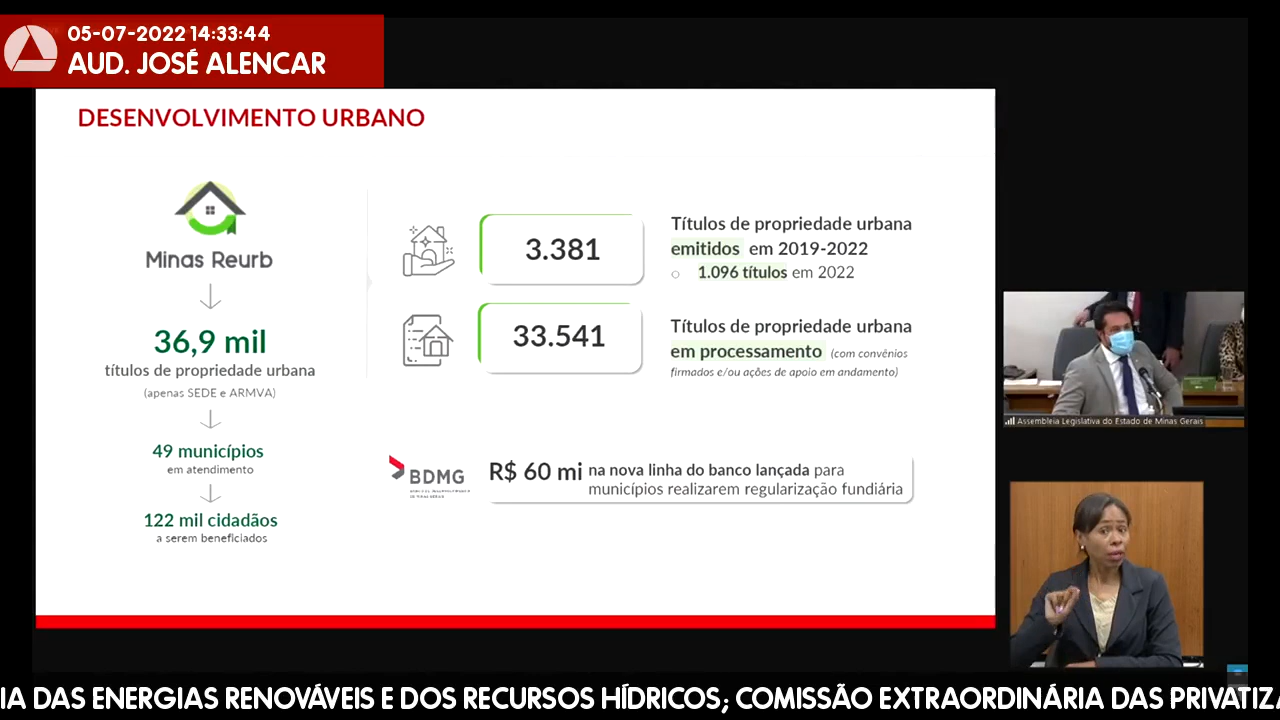 05-07-2022 14:33:44
AUD. JOSÉ ALENCAR
DESENVOLVIMENTO URBANO
Minas Reurb
36,9 mil
títulos de propriedade urbana
(apenas SEDE e ARMVA)
49 municípios
em atendimento
122 mil cidadãos
a serem beneficiados
3.381
Títulos de propriedade urbana
emitidos em 2019-2022
1.096 títulos em 2022
33.541
Títulos de propriedade urbana
em processamento (com convênios
firmados e/ou ações de apoio em andamento)
BDMG
R$ 60 mi na nova linha do banco lançada para
municípios realizarem regularização fundiária
Assembleia Legislativa do Estado de Minas Gerais
IA DAS ENERGIAS RENOVÁVEIS E DOS RECURSOS HÍDRICOS; COMISSÃO EXTRAORDINÁRIA DAS PRIVATIZ